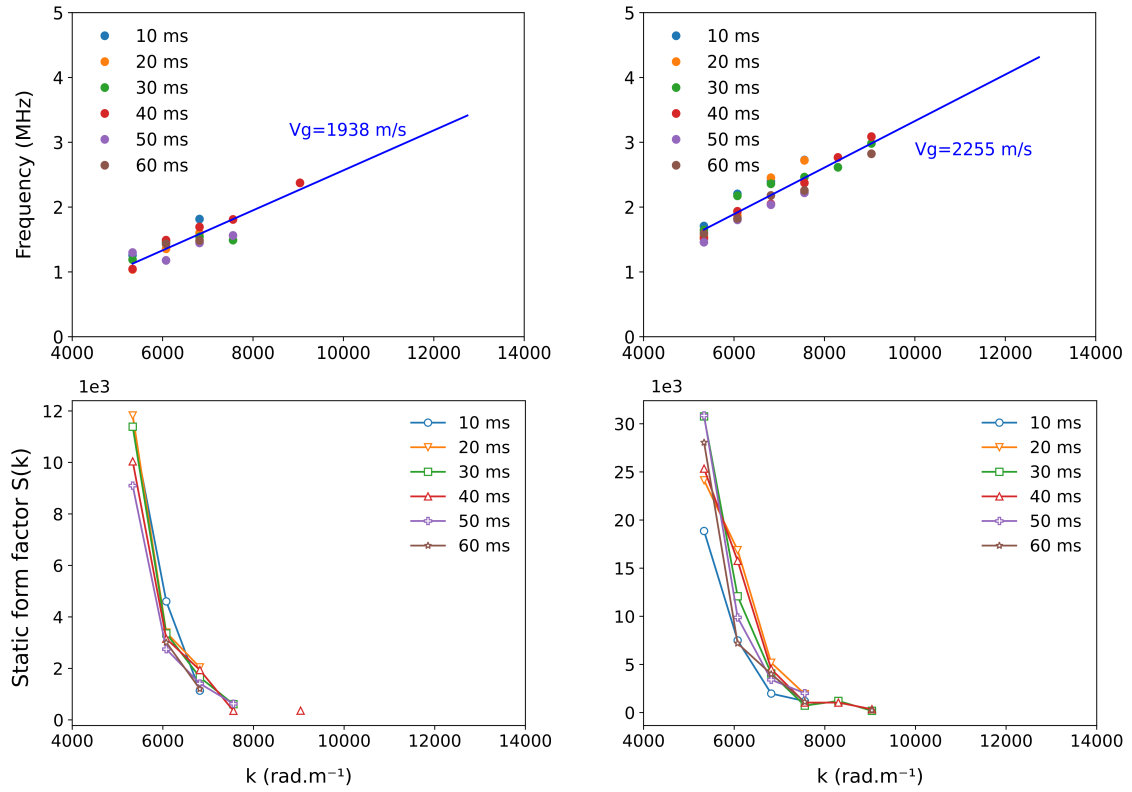 5
4
3
2
1
0
Frequency (MHz)
10 ms
20 ms
30 ms
40 ms
50 ms
60 ms
Vg=1938 m/s
4000 6000 8000 10000 12000 14000
5
4
3
2
1
0
10 ms
20 ms
30 ms
40 ms
50 ms
60 ms
Vg=2255 m/s
4000 6000 8000 10000 12000 14000
1e3
12
10
8
6
4
2
0
Static form factor S(k)
10 ms
20 ms
30 ms
40 ms
50 ms
60 ms
4000 6000 8000 10000 12000 14000
k (rad.m⁻¹)
1e3
30
25
20
15
10
5
0
10 ms
20 ms
30 ms
40 ms
50 ms
60 ms
4000 6000 8000 10000 12000 14000
k (rad.m⁻¹)